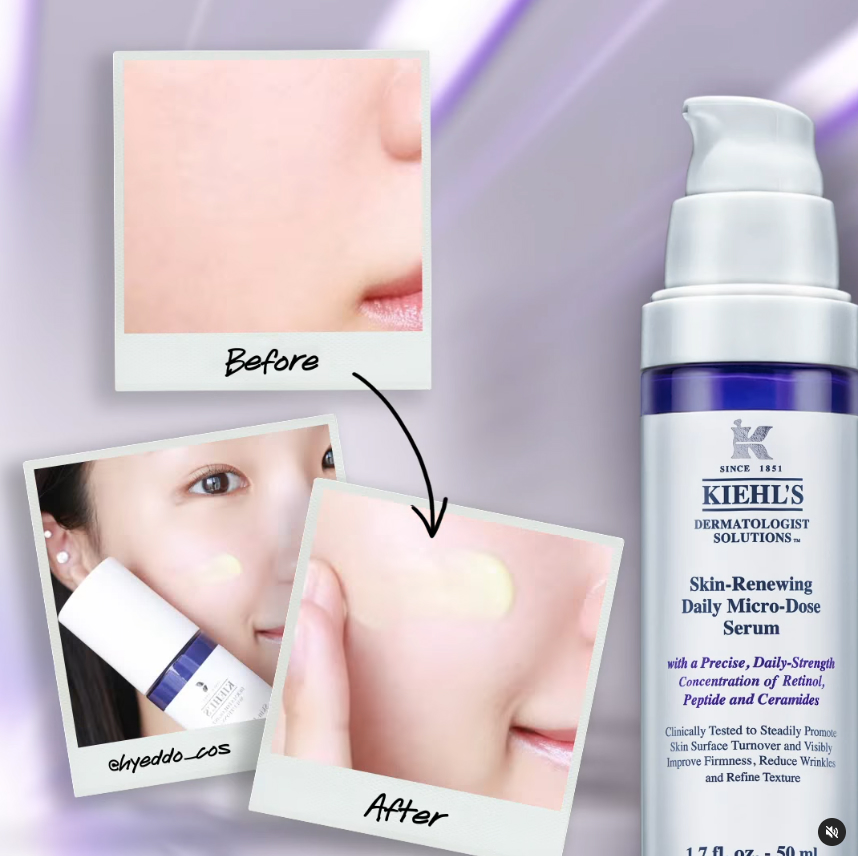 Before
@hyeddo_cos
After
K
SINCE 1851
KIEHL'S
DERMATOLOGIST
SOLUTIONS™
Skin-Renewing
Daily Micro-Dose
Serum
with a Precise, Daily-Strength
Concentration of Retinol,
Peptide and Ceramides
Clinically Tested to Steadily Promote
Skin Surface Turnover and Visibly
Improve Firmness, Reduce Wrinkles
and Refine Texture
1.7 fl. oz. - 50 ml
KIEHL'S